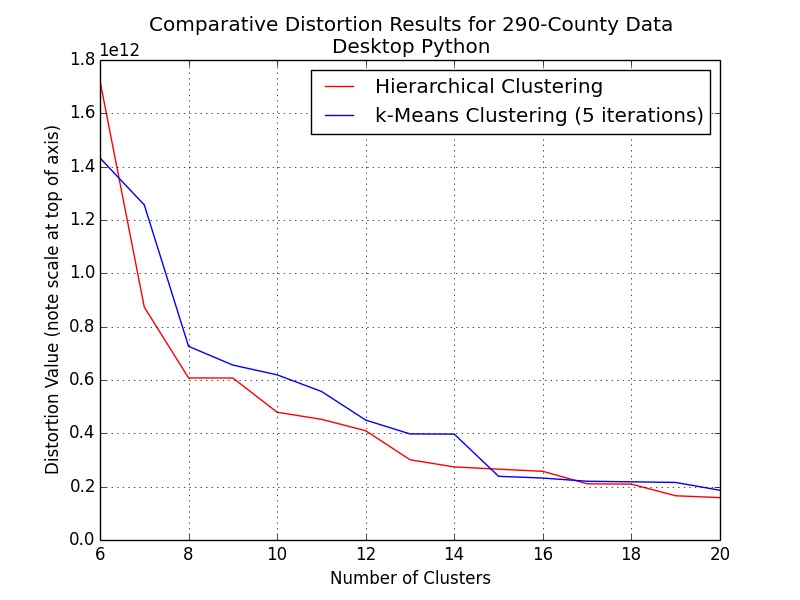 Comparative Distortion Results for 290-County Data
Desktop Python
1e12
Hierarchical Clustering
k-Means Clustering (5 iterations)
Distortion Value (note scale at top of axis)
1.8
1.6
1.4
1.2
1.0
0.8
0.6
0.4
0.2
0.0
6 8 10 12 14 16 18 20
Number of Clusters